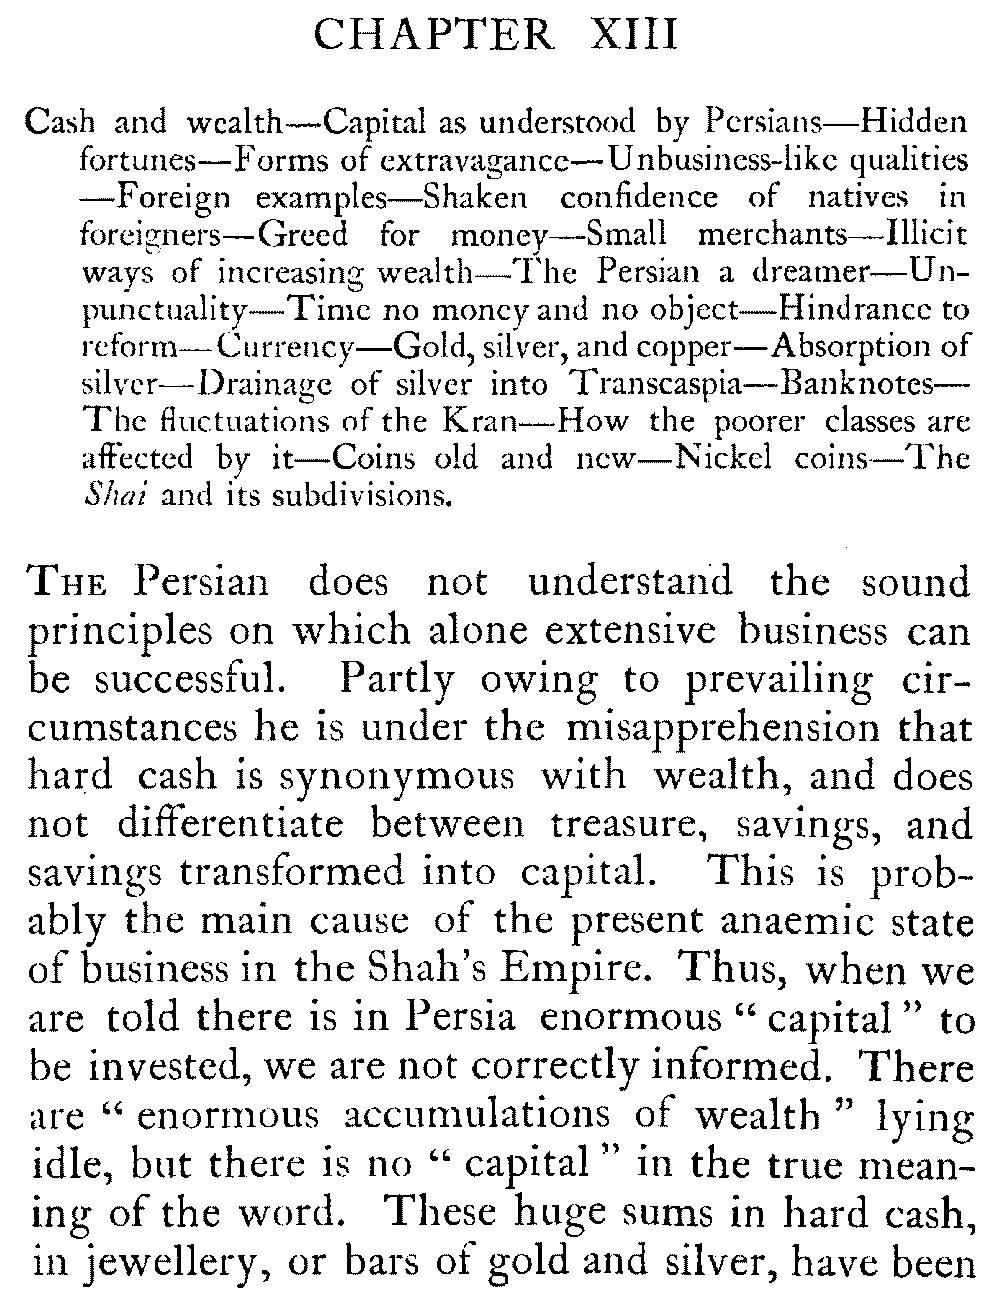 CHAPTER XIII
Cash and wealth—Capital as understood by Persians—Hidden
fortunes—Forms of extravagance—Unbusiness-like qualities
—Foreign examples—Shaken confidence of natives in
foreigners—Greed for money—Small merchants—Illicit
ways of increasing wealth—The Persian a dreamer—Un-
punctuality—Time no money and no object—Hindrance to
reform—Currency—Gold, silver, and copper—Absorption of
silver—Drainage of silver into Transcaspia—Banknotes—
The fluctuations of the Kran—How the poorer classes are
affected by it—Coins old and new—Nickel coins—The
Shai and its subdivisions.
THE Persian does not understand the sound
principles on which alone extensive business can
be successful. Partly owing to prevailing cir-
cumstances he is under the misapprehension that
hard cash is synonymous with wealth, and does
not differentiate between treasure, savings, and
savings transformed into capital. This is prob-
ably the main cause of the present anaemic state
of business in the Shah's Empire. Thus, when we
are told there is in Persia enormous “ capital ” to
be invested, we are not correctly informed. There
are “ enormous accumulations of wealth ” lying
idle, but there is no “ capital ” in the true mean-
ing of the word. These huge sums in hard cash,
in jewellery, or bars of gold and silver, have been